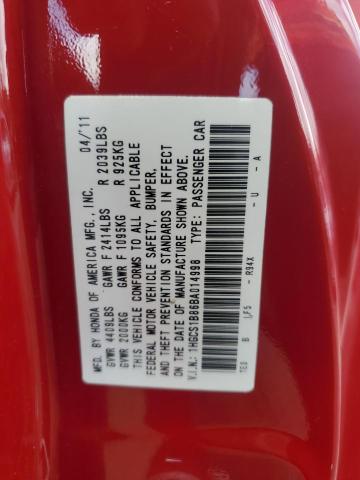 MFD. BY HONDA OF AMERICA MFG., INC. 04/'11
GVWR 4409LBS GAWR F 2414LBS R 2039LBS
GVWR 2000KG GAWR F 1095KG R 925KG
THIS VEHICLE CONFORMS TO ALL APPLICABLE
FEDERAL MOTOR VEHICLE SAFETY, BUMPER,
AND THEFT PREVENTION STANDARDS IN EFFECT
ON THE DATE OF MANUFACTURE SHOWN ABOVE.
V.I.N.: 1HGCS1B86BA014998 TYPE: PASSENGER CAR
B L/F5 - R94X - U - A